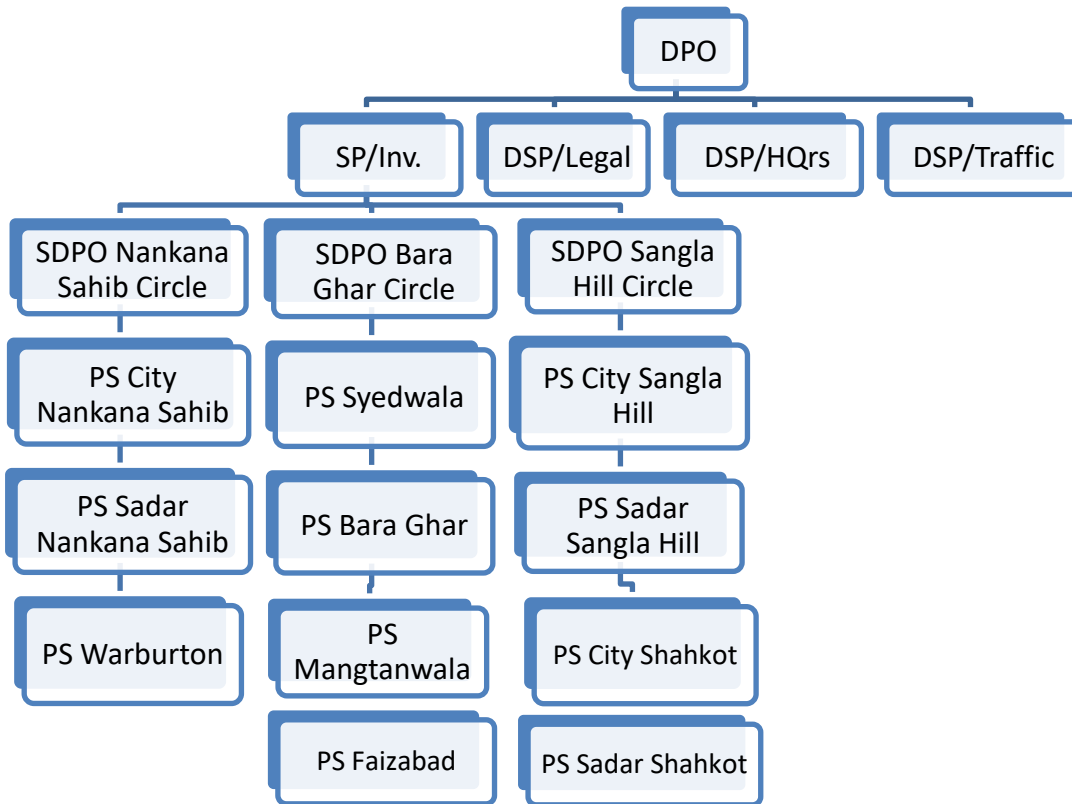 DPO
SP/Inv.
DSP/Legal
DSP/HQrs
DSP/Traffic
SDPO Nankana
Sahib Circle
SDPO Bara
Ghar Circle
SDPO Sangla
Hill Circle
PS City
Nankana Sahib
PS Syedwala
PS City Sangla
Hill
PS Sadar
Nankana Sahib
PS Bara Ghar
PS Sadar
Sangla Hill
PS Warburton
PS
Mangtanwala
PS City Shahkot
PS Faizabad
PS Sadar Shahkot